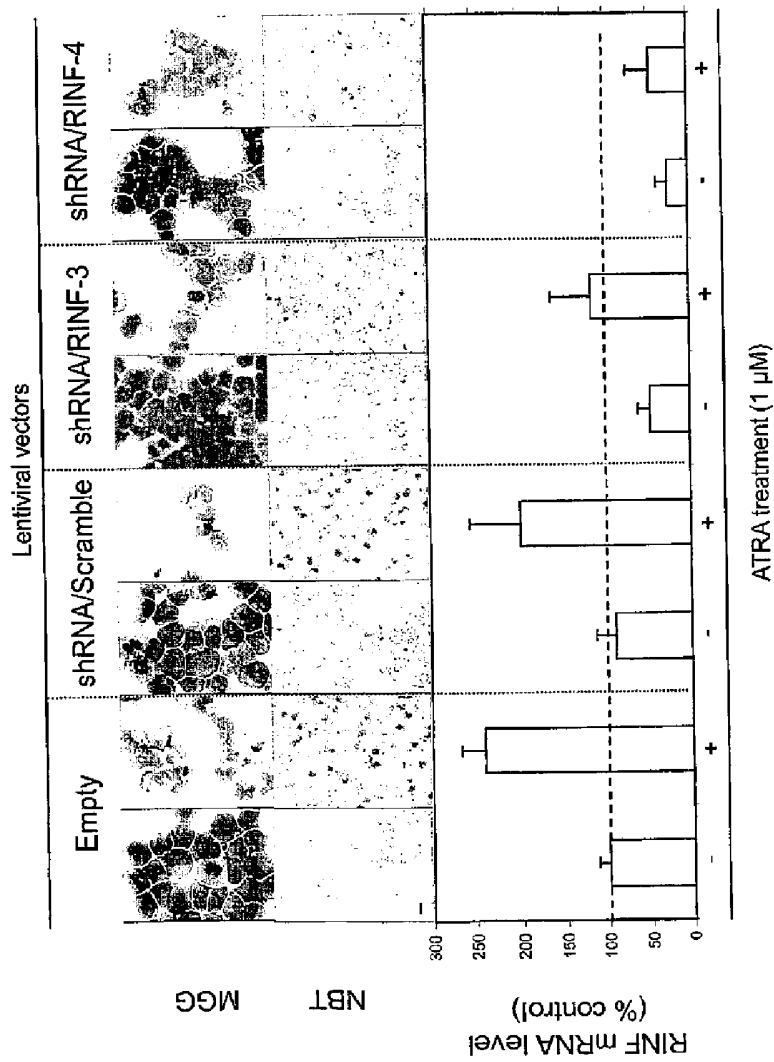 Lentiviral vectors
Empty shRNA/Scramble shRNA/RINF-3 shRNA/RINF-4
MGG
NBT
RINF mRNA level
(% control)
300
250
200
150
100
50
0
- + - + - + - +
ATRA treatment (1 µM)